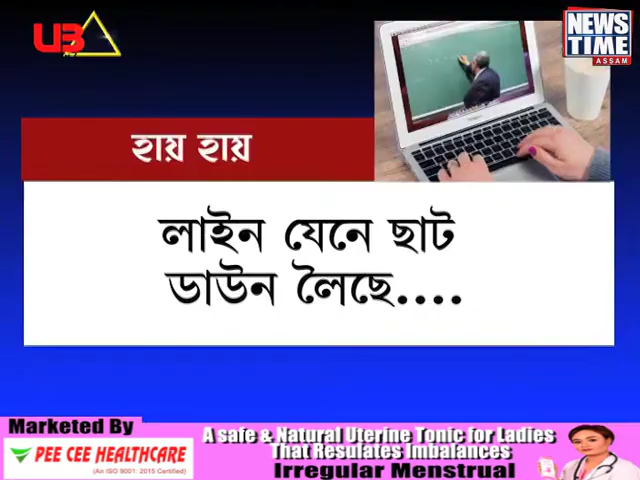 UB
NEWS
TIME
ASSAM
হায় হায়
লাইন যেনে ছাট
ডাউন লৈছে....
Marketed By
PEE CEE HEALTHCARE
(An ISO 9001: 2015 Certified)
A safe & Natural Uterine Tonic for Ladies
That Resulates Imbalances
Irregular Menstrual